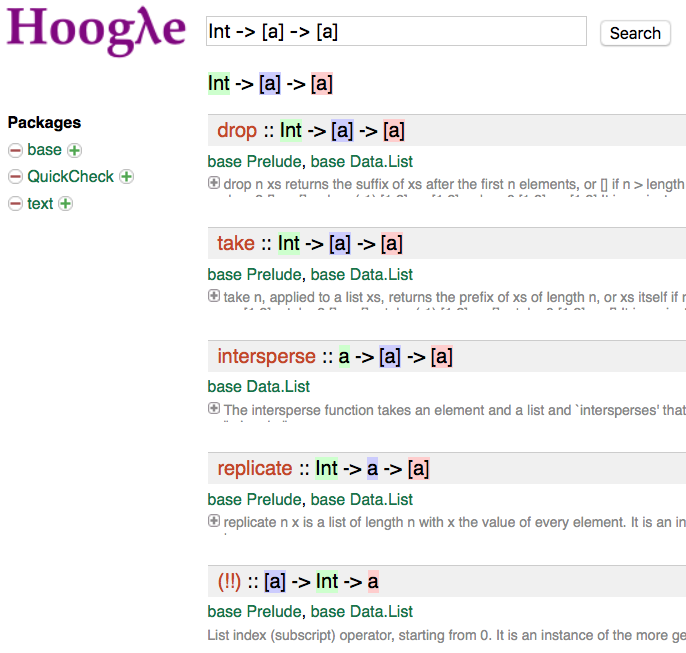 Hoogλe
Int -> [a] -> [a]
Search
Int -> [a] -> [a]
Packages
base
QuickCheck
text
drop :: Int -> [a] -> [a]
base Prelude, base Data.List
drop n xs returns the suffix of xs after the first n elements, or [] if n > length
take :: Int -> [a] -> [a]
base Prelude, base Data.List
take n, applied to a list xs, returns the prefix of xs of length n, or xs itself if n
intersperse :: a -> [a] -> [a]
base Data.List
The intersperse function takes an element and a list and `intersperses' that
replicate :: Int -> a -> [a]
base Prelude, base Data.List
replicate n x is a list of length n with x the value of every element. It is an in
(!!) :: [a] -> Int -> a
base Prelude, base Data.List
List index (subscript) operator, starting from 0. It is an instance of the more ge